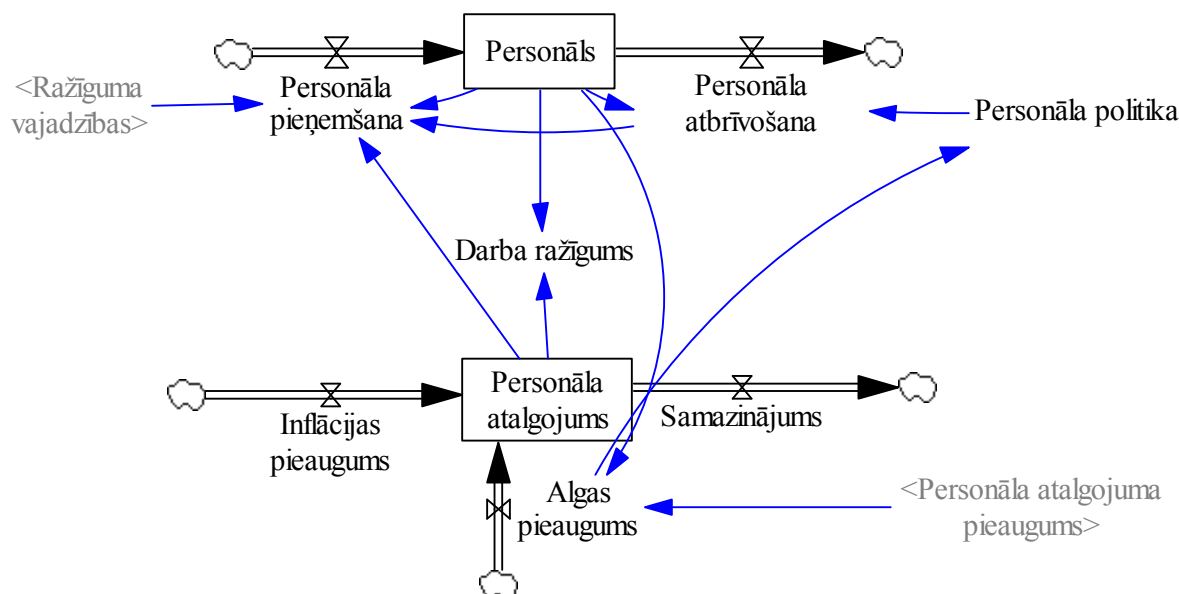 Personāls
<Ražīguma
vajadzības>
Personāla
pieņemšana
Personāla
atbrīvošana
Personāla politika
Darba ražīgums
Personāla
atalgojums
Inflācijas
pieaugums
Samazinājums
Algas
pieaugums
<Personāla atalgojuma
pieaugums>